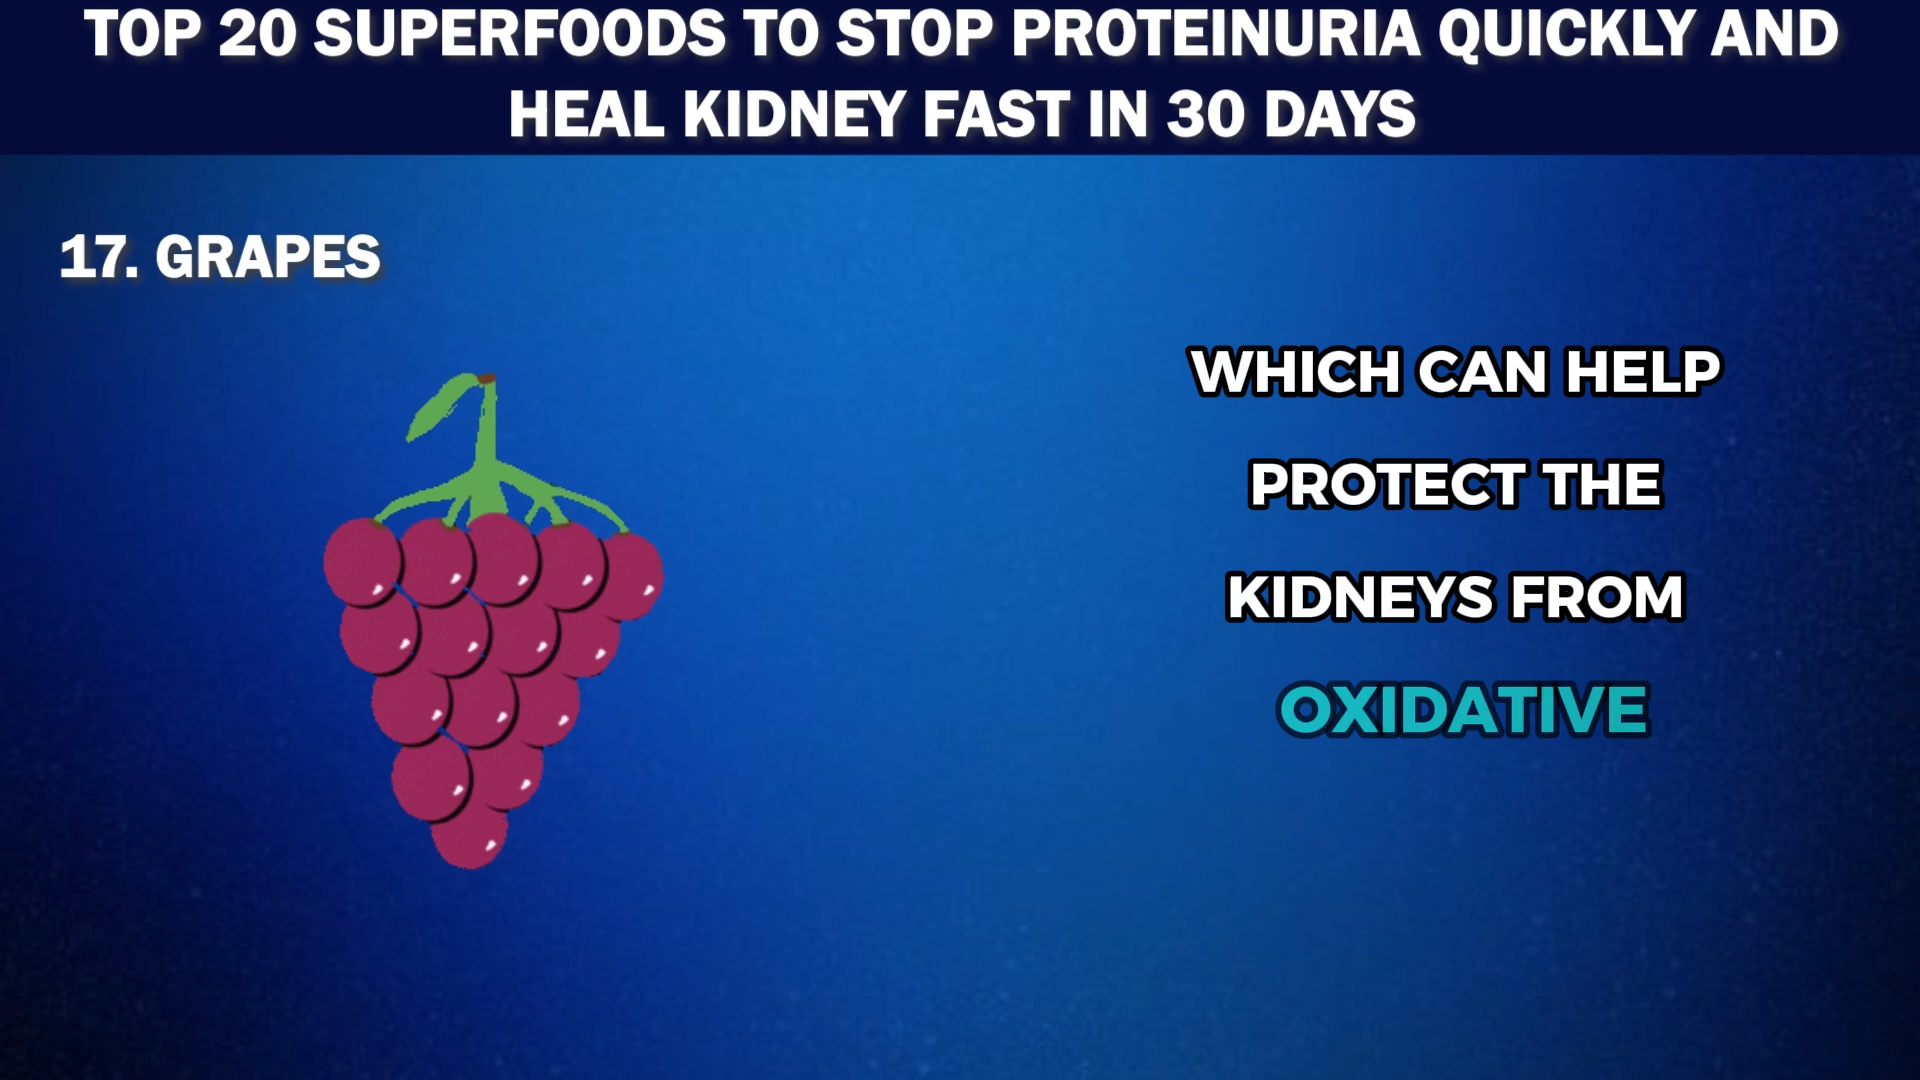 TOP 20 SUPERFOODS TO STOP PROTEINURIA QUICKLY AND
HEAL KIDNEY FAST IN 30 DAYS
17. GRAPES
WHICH CAN HELP
PROTECT THE
KIDNEYS FROM
OXIDATIVE